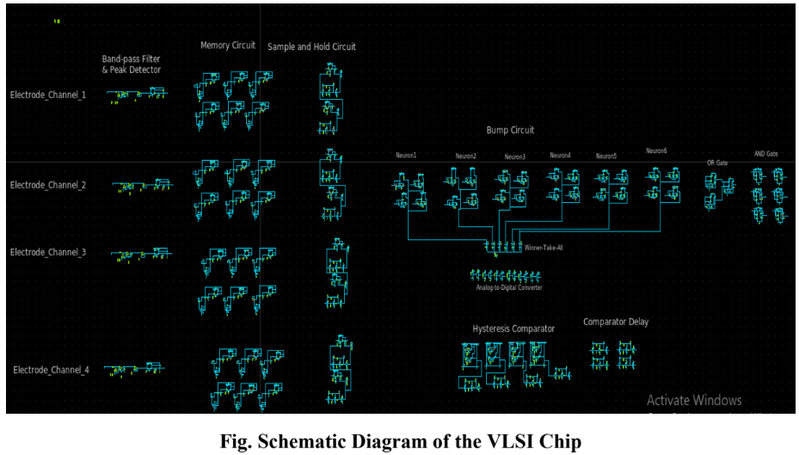 Memory Circuit
Sample and Hold Circuit
Band-pass Filter
& Peak Detector
Electrode_Channel_1
Bump Circuit
Neuron1
Neuron2
Neuron3
Neuron4
Neuron5
Neuron6
OR Gate
AND Gate
Electrode_Channel_2
Winner-Take-All
Electrode_Channel_3
Analog-to-Digital Converter
Hysteresis Comparator
Comparator Delay
Electrode_Channel_4
Activate Windows
Fig. Schematic Diagram of the VLSI Chip